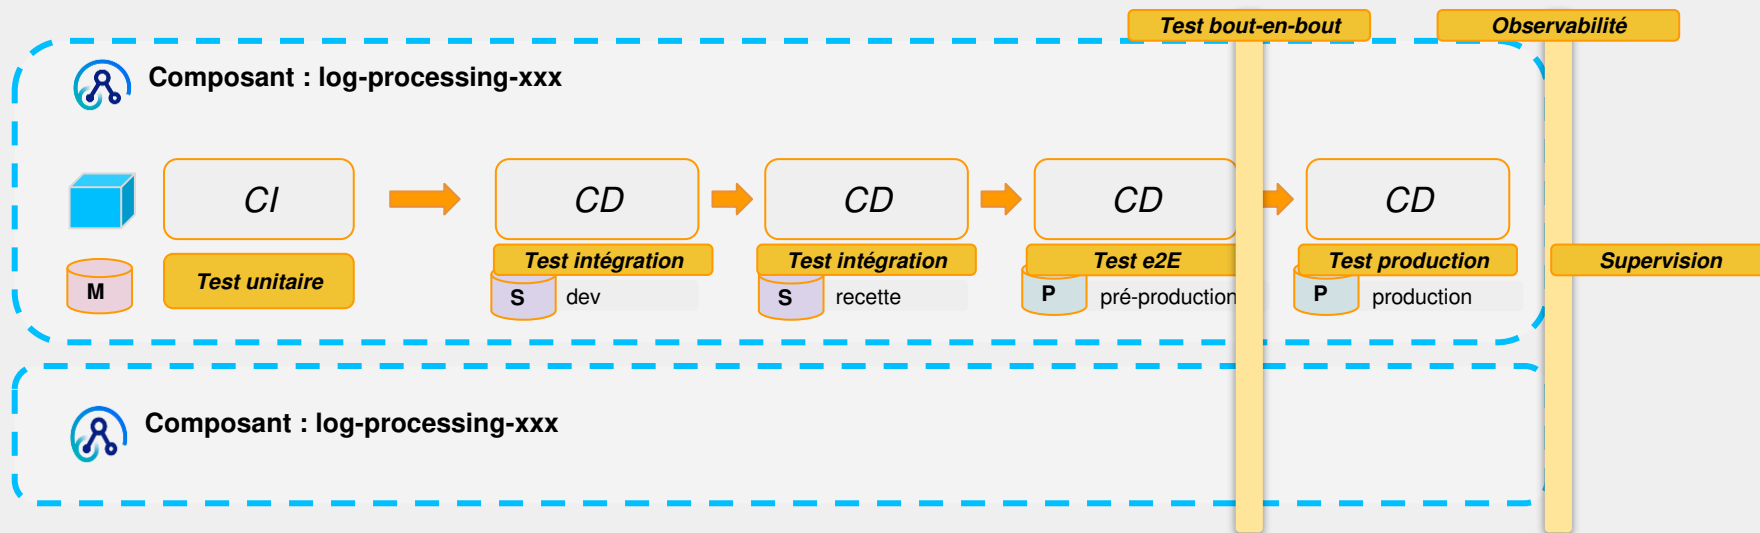 Test bout-en-bout
Observabilité
Composant : log-processing-xxx
CI
CD
CD
CD
CD
Test unitaire
Test intégration
Test intégration
Test e2E
Test production
Supervision
M
S
dev
S
recette
P
pré-production
P
production
Composant : log-processing-xxx